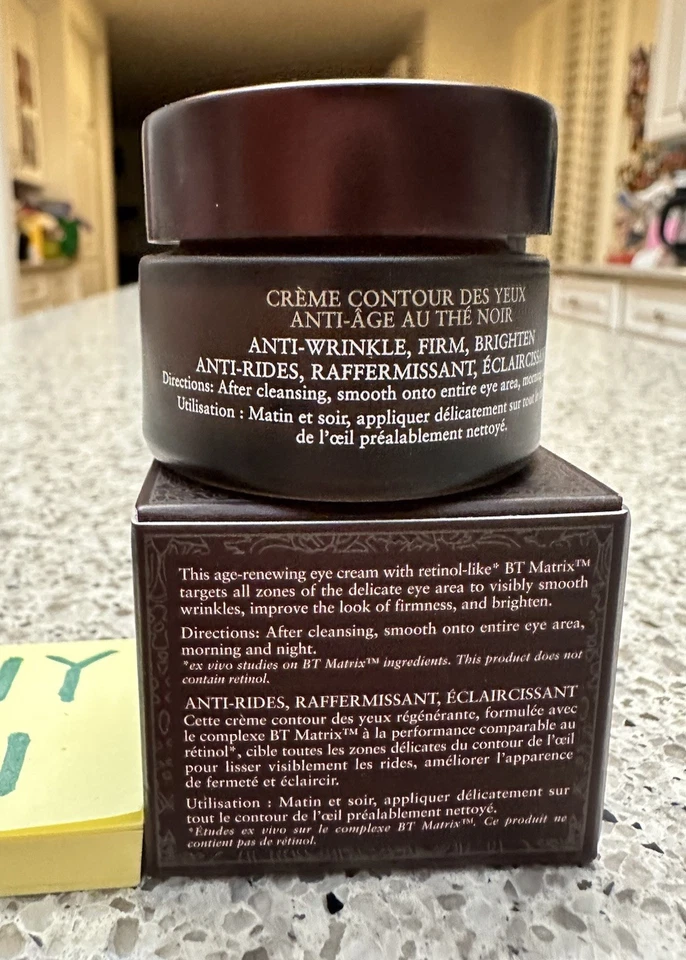 CRÈME CONTOUR DES YEUX
ANTI-ÂGE AU THÉ NOIR
ANTI-WRINKLE, FIRM, BRIGHTEN
ANTI-RIDES, RAFFERMISSANT,
Directions: After cleansing, smooth onto entire eye area,
Utilisation : Matin et soir, appliquer délicatement sur tout
de l'œil préalablement nettoyé.
This age-renewing eye cream with retinol-like* BT Matrix™
targets all zones of the delicate eye area to visibly smooth
wrinkles, improve the look of firmness, and brighten.
Directions: After cleansing, smooth onto entire eye area,
morning and night.
*ex vivo studies on BT Matrix™ ingredients. This product does not
contain retinol.
ANTI-RIDES, RAFFERMISSANT, ÉCLAIRCISSANT
Cette crème contour des yeux régénérante, formulée avec
le complexe BT Matrix™ à la performance comparable au
rétinol*, cible toutes les zones délicates du contour de l'œil
pour lisser visiblement les rides, améliorer l'apparence
de fermeté et éclaircir.
Utilisation : Matin et soir, appliquer délicatement sur
tout le contour de l'œil préalablement nettoyé.
*Études ex vivo sur le complexe BT Matrix™. Ce produit ne
contient pas de rétinol.